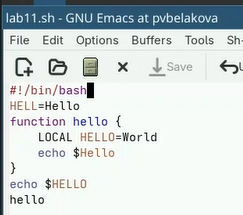 lab11.sh - GNU Emacs at pvbelakova
File Edit Options Buffers Tools Sh-
Save
#!/bin/bash
HELL=Hello
function hello {
    LOCAL HELLO=World
    echo $Hello
}
echo $HELLO
hello